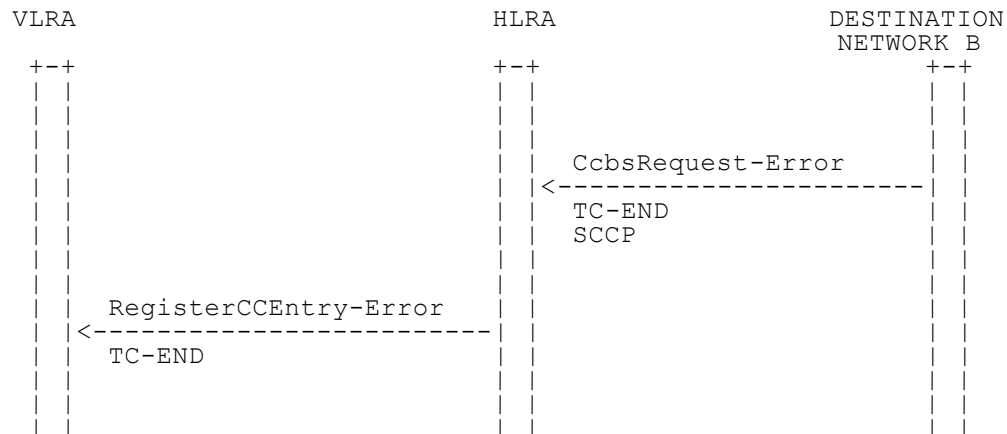 VLRA HLRA DESTINATION
NETWORK B
CcbsRequest-Error
TC-END
SCCP
RegisterCCEntry-Error
TC-END